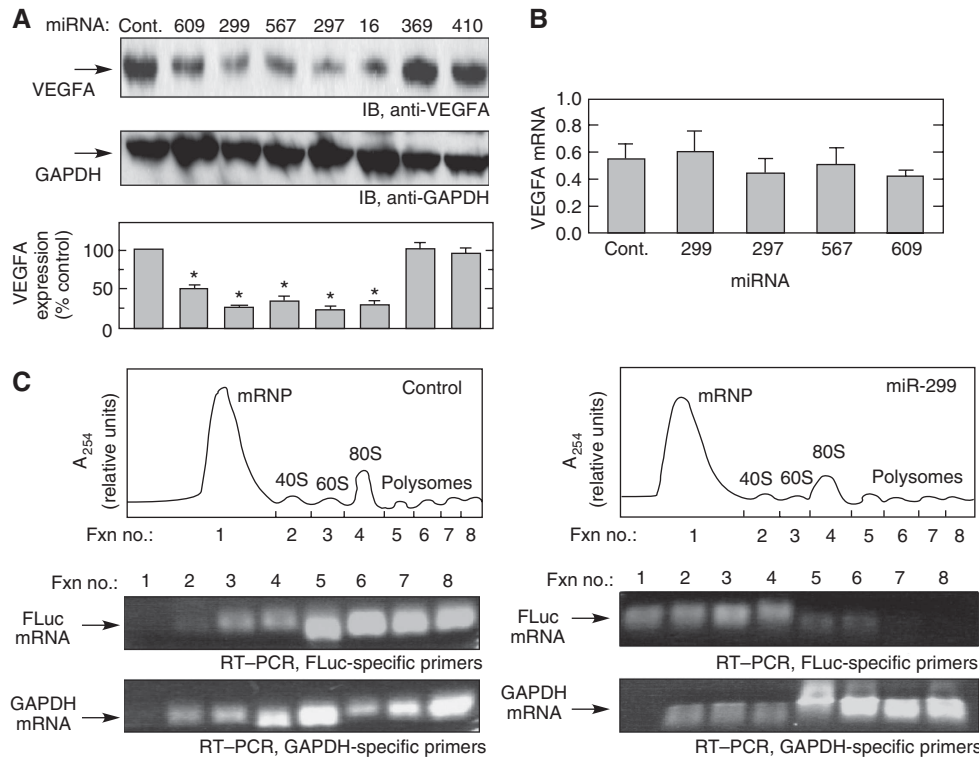 A
miRNA: Cont. 609 299 567 297 16 369 410
VEGFA
IB, anti-VEGFA
GAPDH
IB, anti-GAPDH
VEGFA
expression
(% control)
100
50
0
* * * * *
B
VEGFA mRNA
1.0
0.8
0.6
0.4
0.2
0.0
Cont. 299 297 567 609
miRNA
C
A254
(relative units)
mRNP
Control
40S 60S 80S Polysomes
Fxn no.: 1 2 3 4 5 6 7 8
Fxn no.: 1 2 3 4 5 6 7 8
FLuc
mRNA
RT–PCR, FLuc-specific primers
GAPDH
mRNA
RT–PCR, GAPDH-specific primers
A254
(relative units)
mRNP
miR-299
40S 60S 80S Polysomes
Fxn no.: 1 2 3 4 5 6 7 8
Fxn no.: 1 2 3 4 5 6 7 8
FLuc
mRNA
RT–PCR, FLuc-specific primers
GAPDH
mRNA
RT–PCR, GAPDH-specific primers